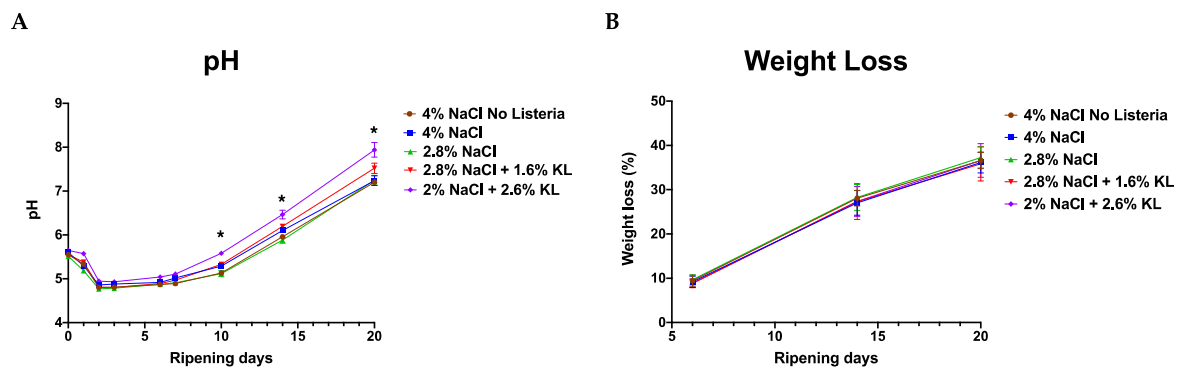 A
pH
9
8
7
6
5
4
pH
0
5
10
15
20
Ripening days
*
*
*
4% NaCl No Listeria
4% NaCl
2.8% NaCl
2.8% NaCl + 1.6% KL
2% NaCl + 2.6% KL
B
Weight Loss
50
40
30
20
10
0
Weight loss (%)
5
10
15
20
Ripening days
4% NaCl No Listeria
4% NaCl
2.8% NaCl
2.8% NaCl + 1.6% KL
2% NaCl + 2.6% KL